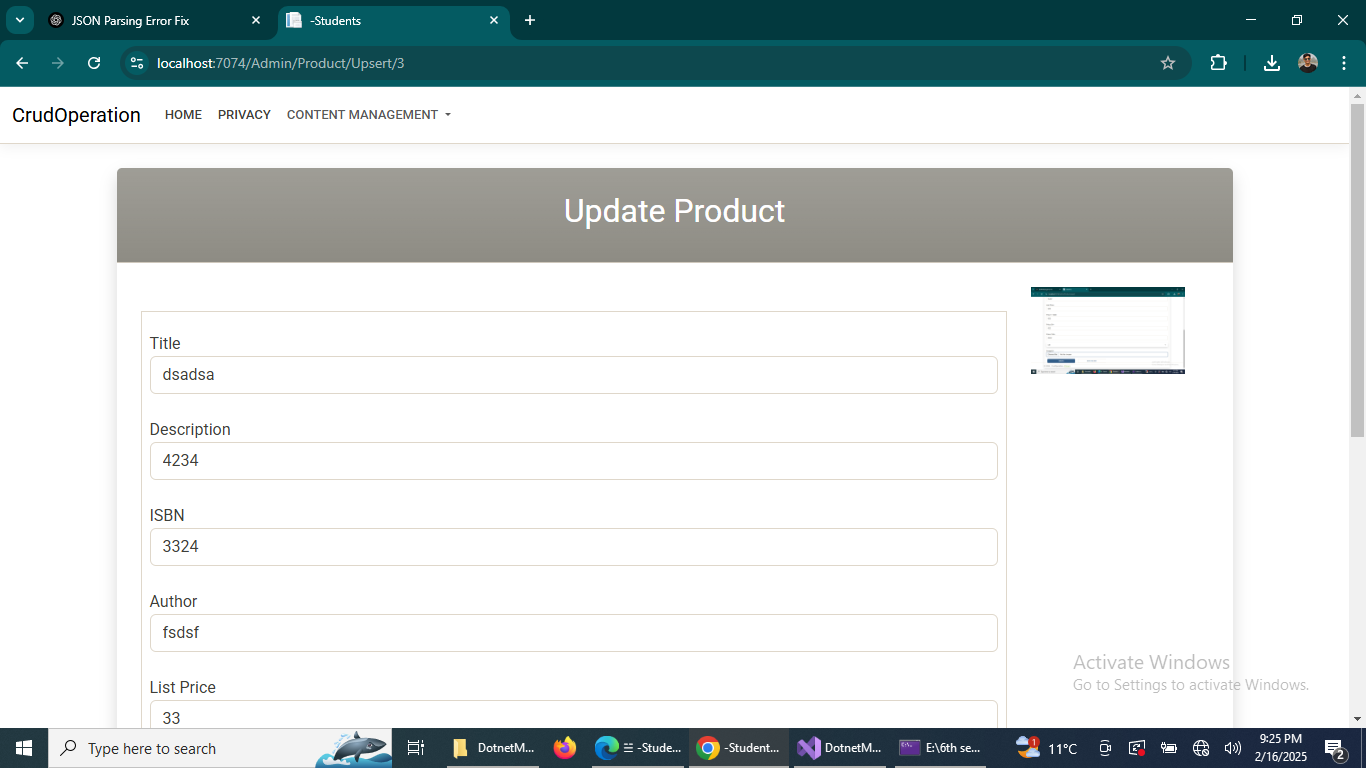 JSON Parsing Error Fix
-Students
localhost:7074/Admin/Product/Upsert/3
CrudOperation HOME PRIVACY CONTENT MANAGEMENT
Update Product
Title
dsadsa
Description
4234
ISBN
3324
Author
fsdsf
List Price
33
Activate Windows
Go to Settings to activate Windows.
Type here to search
DotnetM...
-Stude...
-Student...
DotnetM...
E:\6th se...
1
11°C
9:25 PM
2/16/2025
2